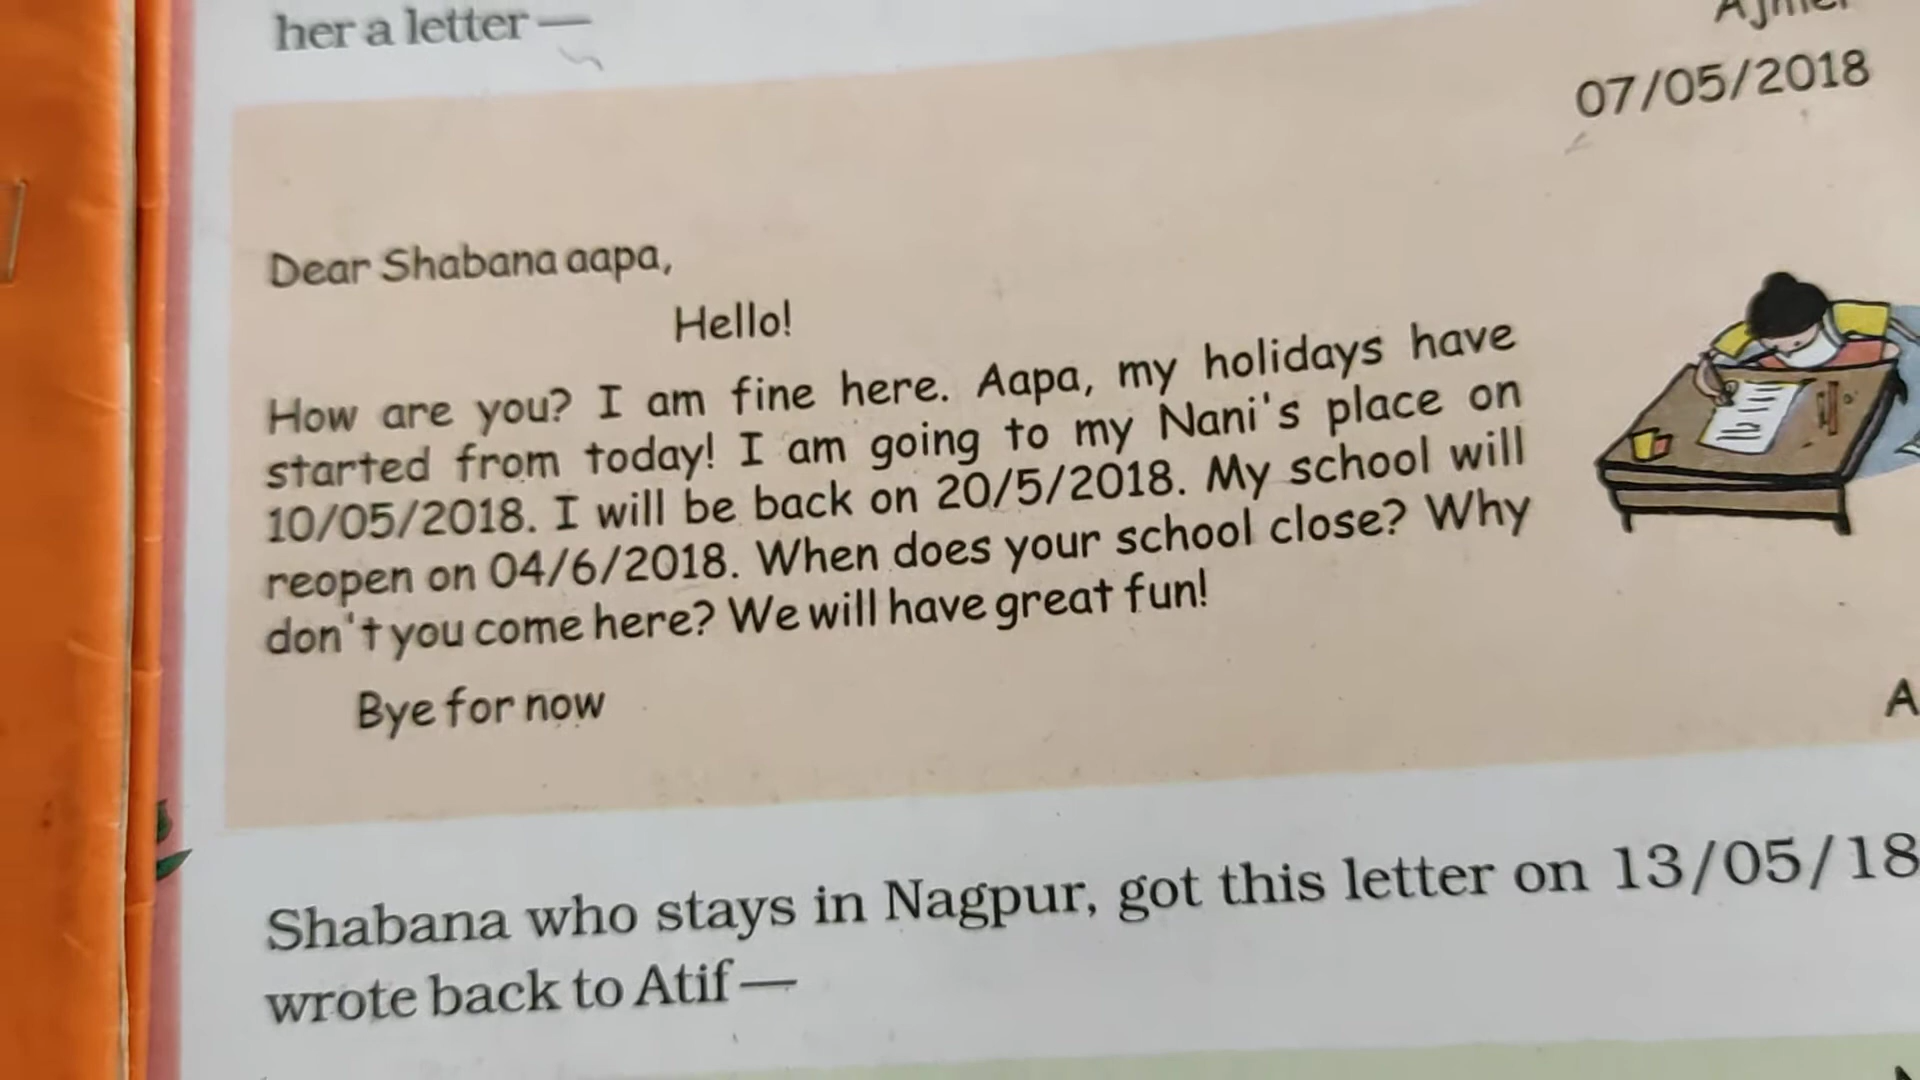 her a letter —
07/05/2018
Dear Shabana aapa,
Hello!
How are you? I am fine here. Aapa, my holidays have
started from today! I am going to my Nani's place on
10/05/2018. I will be back on 20/5/2018. My school will
reopen on 04/6/2018. When does your school close? Why
don't you come here? We will have great fun!
Bye for now
A
Shabana who stays in Nagpur, got this letter on 13/05/18
wrote back to Atif —